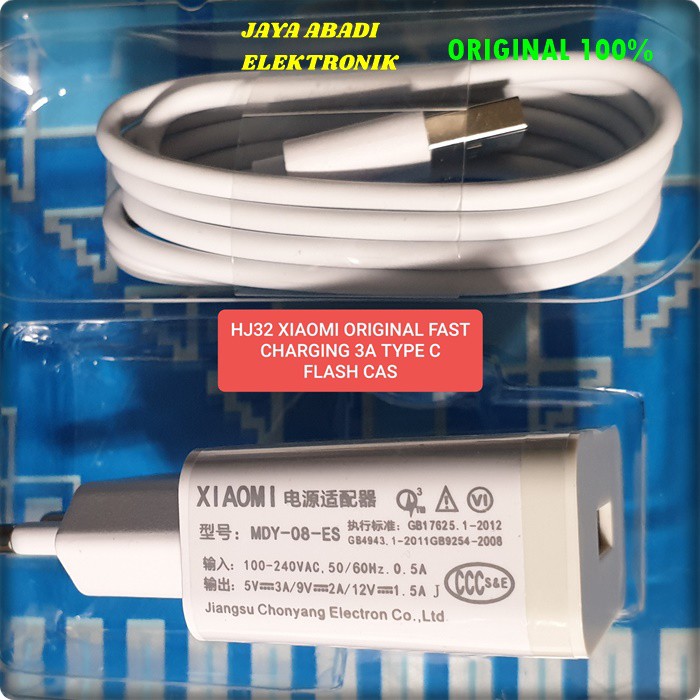 JAYA ABADI
ELEKTRONIK
ORIGINAL 100%
HJ32 XIAOMI ORIGINAL FAST
CHARGING 3A TYPE C
FLASH CAS
XIAOMI 电源适配器 3 VI
型号: MDY-08-ES 执行标准: GB17625.1-2012
GB4943.1-2011GB9254-2008
输入: 100-240VAC, 50/60Hz. 0.5A
输出: 5V⎓3A/9V⎓2A/12V⎓1.5A J
CCC S&E
Jiangsu Chonyang Electron Co.,Ltd